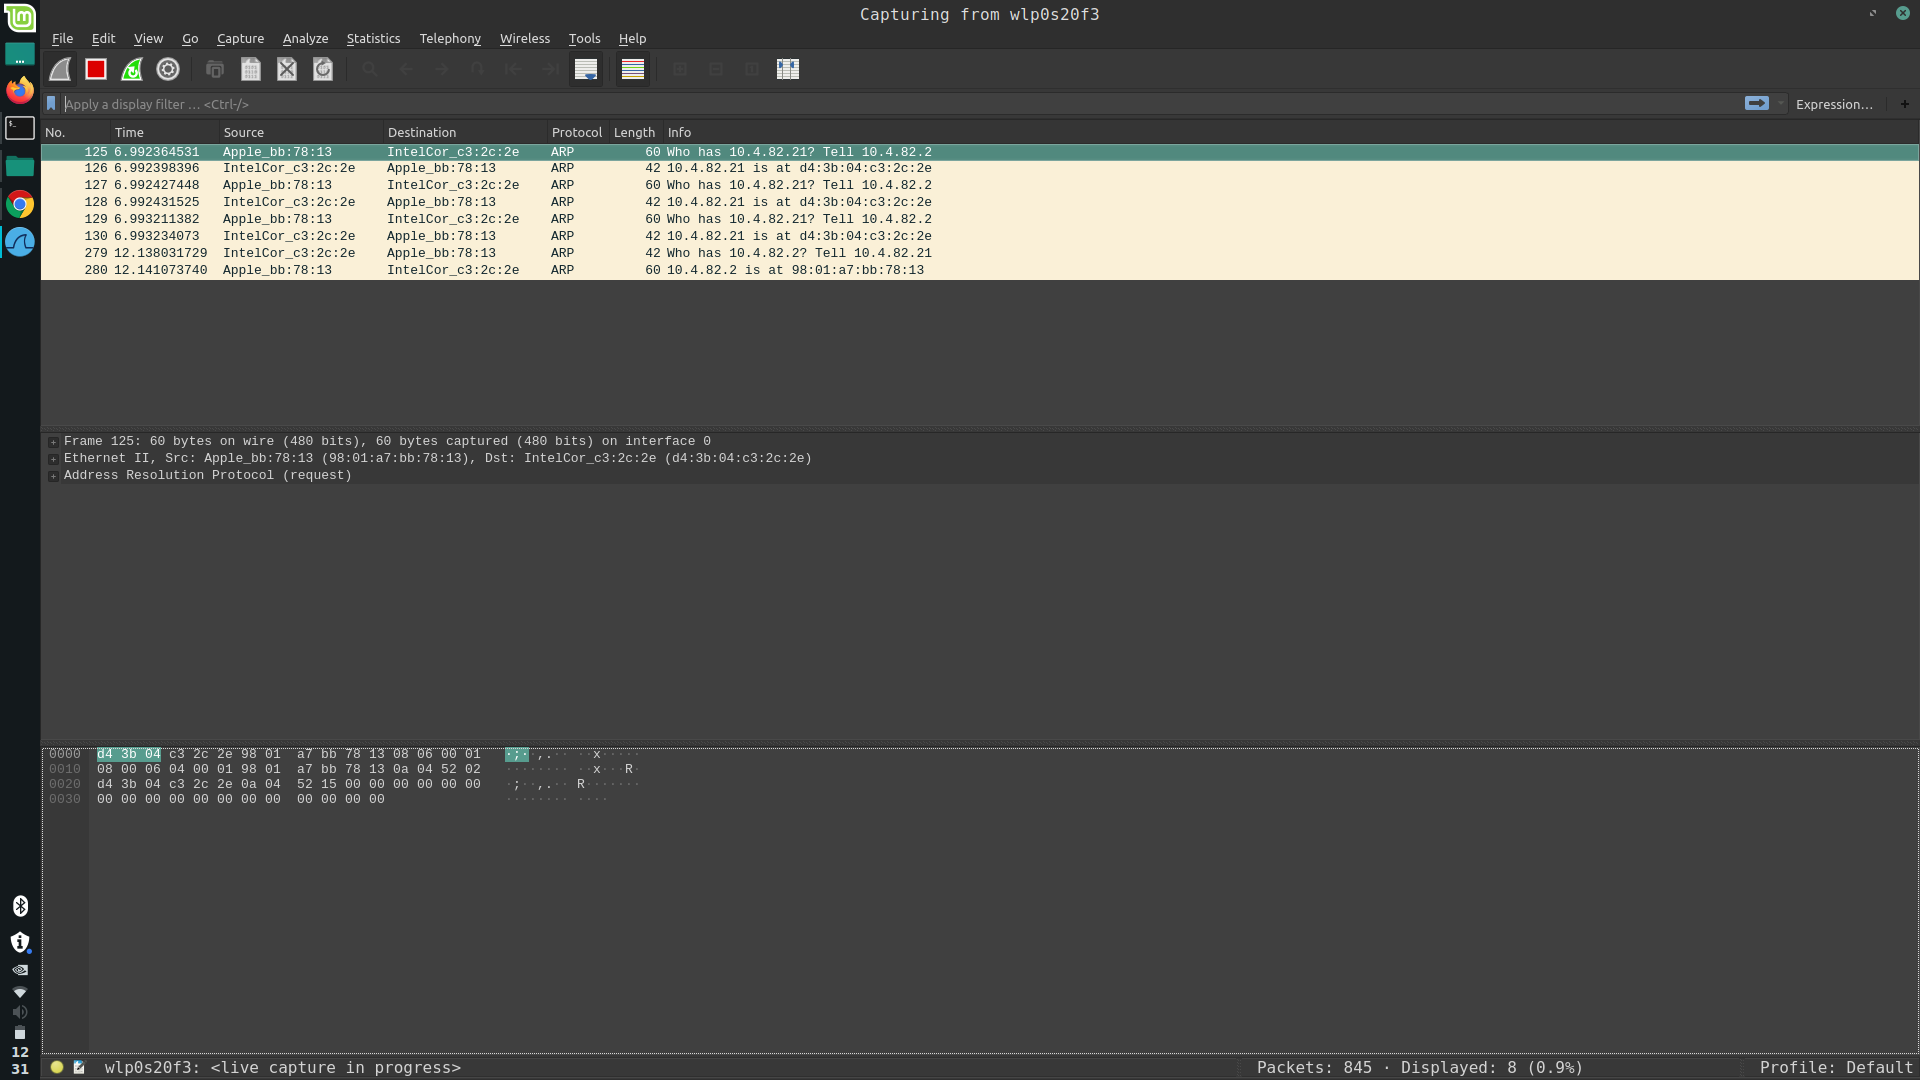 Capturing from wlp0s20f3
File Edit View Go Capture Analyze Statistics Telephony Wireless Tools Help
Apply a display filter … <Ctrl-/> Expression… +
No. Time Source Destination Protocol Length Info
125 6.992364531 Apple_bb:78:13 IntelCor_c3:2c:2e ARP 60 Who has 10.4.82.21? Tell 10.4.82.2
126 6.992398396 IntelCor_c3:2c:2e Apple_bb:78:13 ARP 42 10.4.82.21 is at d4:3b:04:c3:2c:2e
127 6.992427448 Apple_bb:78:13 IntelCor_c3:2c:2e ARP 60 Who has 10.4.82.21? Tell 10.4.82.2
128 6.992431525 IntelCor_c3:2c:2e Apple_bb:78:13 ARP 42 10.4.82.21 is at d4:3b:04:c3:2c:2e
129 6.993211382 Apple_bb:78:13 IntelCor_c3:2c:2e ARP 60 Who has 10.4.82.21? Tell 10.4.82.2
130 6.993234073 IntelCor_c3:2c:2e Apple_bb:78:13 ARP 42 10.4.82.21 is at d4:3b:04:c3:2c:2e
279 12.138031729 IntelCor_c3:2c:2e Apple_bb:78:13 ARP 42 Who has 10.4.82.2? Tell 10.4.82.21
280 12.141073740 Apple_bb:78:13 IntelCor_c3:2c:2e ARP 60 10.4.82.2 is at 98:01:a7:bb:78:13
Frame 125: 60 bytes on wire (480 bits), 60 bytes captured (480 bits) on interface 0
Ethernet II, Src: Apple_bb:78:13 (98:01:a7:bb:78:13), Dst: IntelCor_c3:2c:2e (d4:3b:04:c3:2c:2e)
Address Resolution Protocol (request)
0000 d4 3b 04 c3 2c 2e 98 01 a7 bb 78 13 08 06 00 01 ·;··,.·· ··x·····
0010 08 00 06 04 00 01 98 01 a7 bb 78 13 0a 04 52 02 ········ ··x···R·
0020 d4 3b 04 c3 2c 2e 0a 04 52 15 00 00 00 00 00 00 ·;··,.·· R·······
0030 00 00 00 00 00 00 00 00 00 00 00 00 ········ ····
12
31
wlp0s20f3: <live capture in progress> Packets: 845 · Displayed: 8 (0.9%) Profile: Default